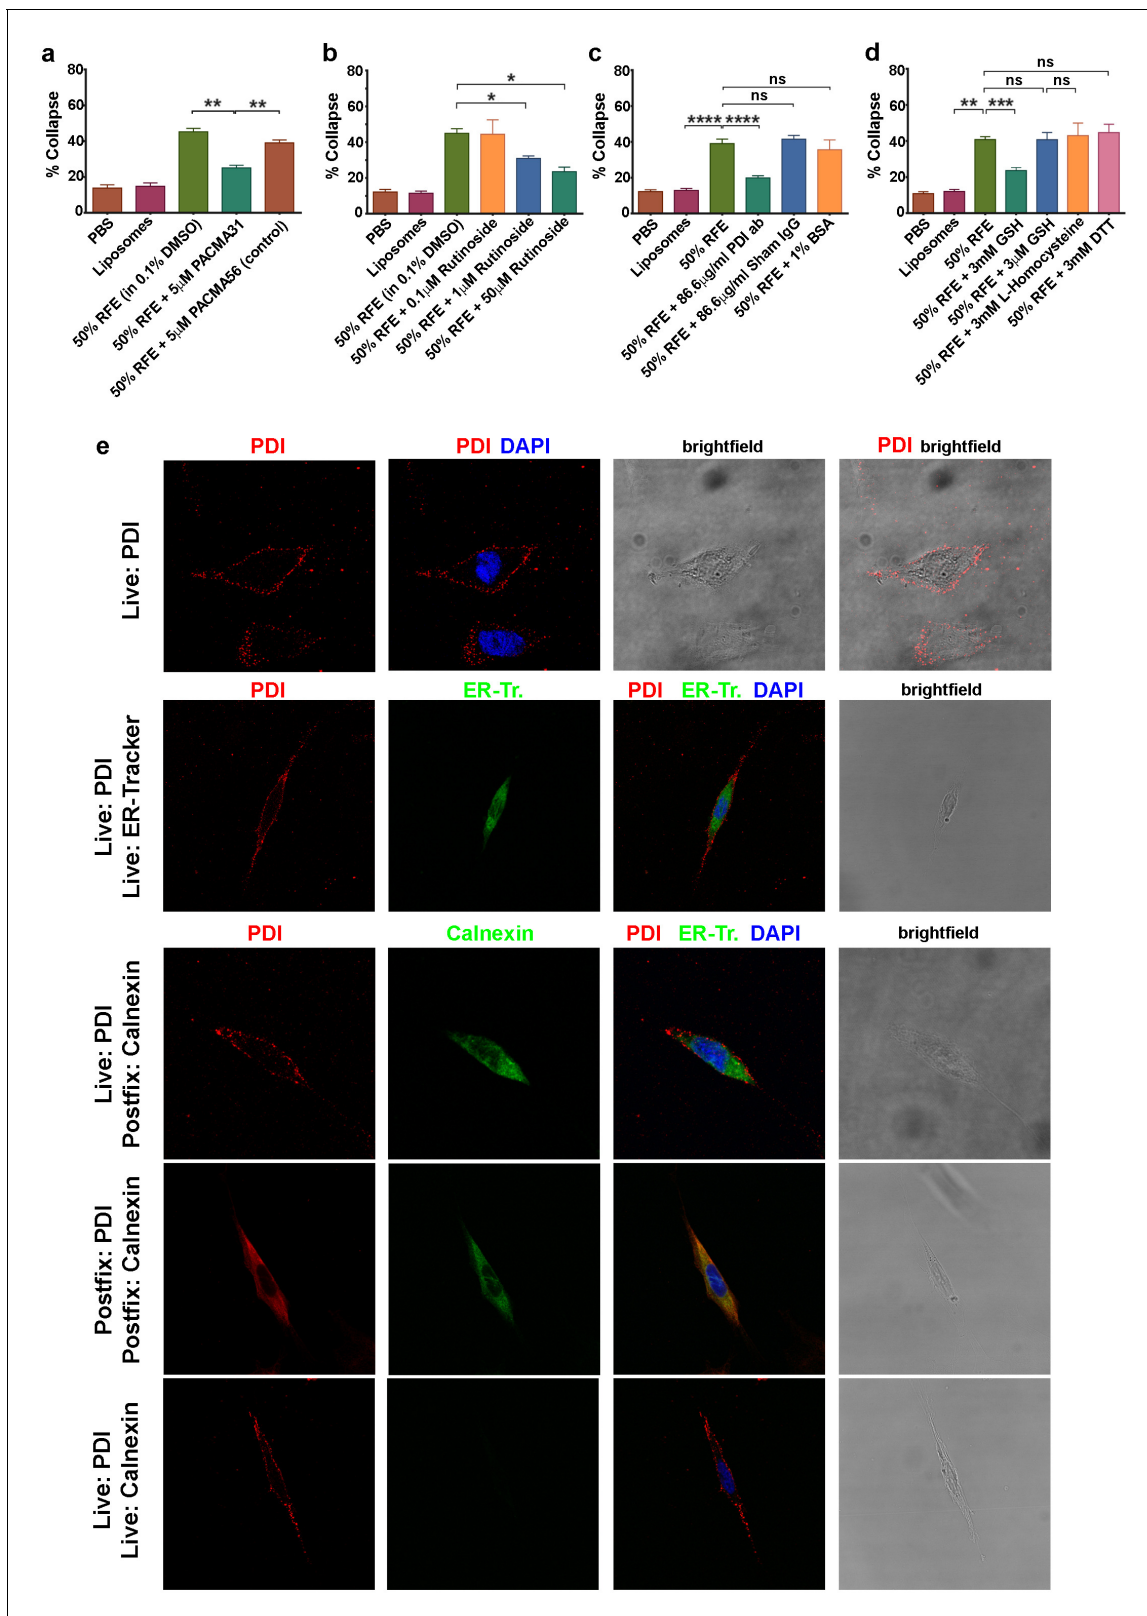 a
% Collapse
80
60
40
20
0
**
**
PBS
Liposomes
50% RFE (in 0.1% DMSO)
50% RFE + 5µM PACMA31
50% RFE + 5µM PACMA56 (control)
b
% Collapse
80
60
40
20
0
*
*
PBS
Liposomes
50% RFE (in 0.1% DMSO)
50% RFE + 0.1µM Rutinoside
50% RFE + 1µM Rutinoside
50% RFE + 50µM Rutinoside
c
% Collapse
80
60
40
20
0
ns
ns
**** ****
PBS
Liposomes
50% RFE
50% RFE + 86.6µg/ml PDI ab
50% RFE + 86.6µg/ml Sham IgG
50% RFE + 1% BSA
d
% Collapse
80
60
40
20
0
ns
ns ns
** ***
PBS
Liposomes
50% RFE
50% RFE + 3mM GSH
50% RFE + 3µM GSH
50% RFE + 3mM L-Homocysteine
50% RFE + 3mM DTT
e
PDI
PDI DAPI
brightfield
PDI brightfield
Live: PDI
PDI
ER-Tr.
PDI ER-Tr. DAPI
brightfield
Live: PDI
Live: ER-Tracker
PDI
Calnexin
PDI ER-Tr. DAPI
brightfield
Live: PDI
Postfix: Calnexin
Postfix: PDI
Postfix: Calnexin
Live: PDI
Live: Calnexin